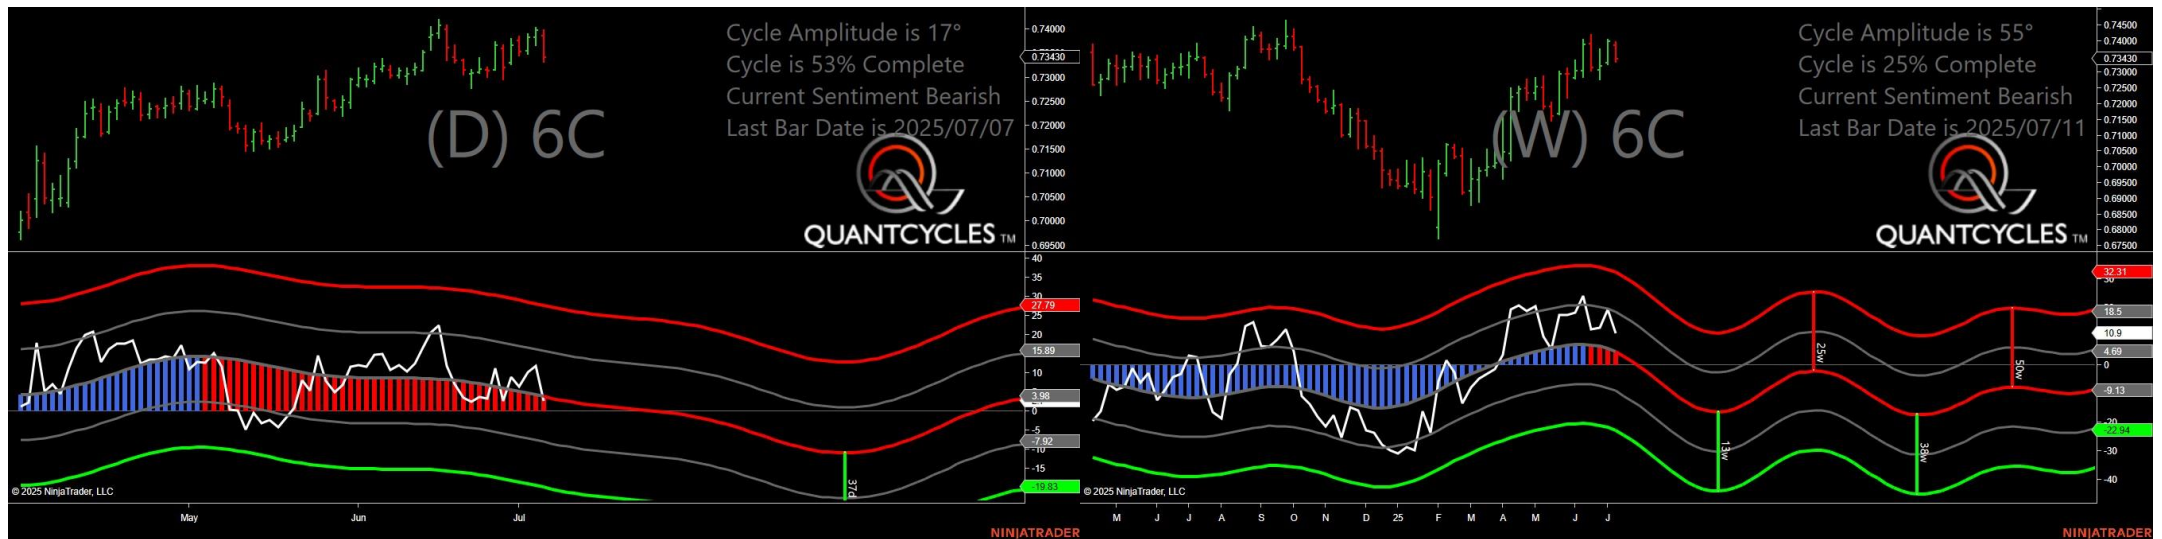 Cycle Amplitude is 17°
Cycle is 53% Complete
Current Sentiment Bearish
Last Bar Date is 2025/07/07
(D) 6C
QUANTCYCLES TM
0.74000
0.73430
0.73000
0.72500
0.72000
0.71500
0.71000
0.70500
0.70000
0.69500
40
35
30
27.79
25
20
15.89
10
3.98
0
-5
-7.92
-10
-15
-19.83
37d
© 2025 NinjaTrader, LLC
May
Jun
Jul
NINJATRADER
Cycle Amplitude is 55°
Cycle is 25% Complete
Current Sentiment Bearish
Last Bar Date is 2025/07/11
(W) 6C
QUANTCYCLES TM
0.74500
0.74000
0.73430
0.73000
0.72500
0.72000
0.71500
0.71000
0.70500
0.70000
0.69500
0.69000
0.68500
0.68000
0.67500
32.31
30
18.5
10.9
4.69
0
-9.13
-20
-22.94
-30
-40
13w
25w
38w
50w
© 2025 NinjaTrader, LLC
M
J
J
A
S
O
N
D
25
F
M
A
M
J
J
NINJATRADER